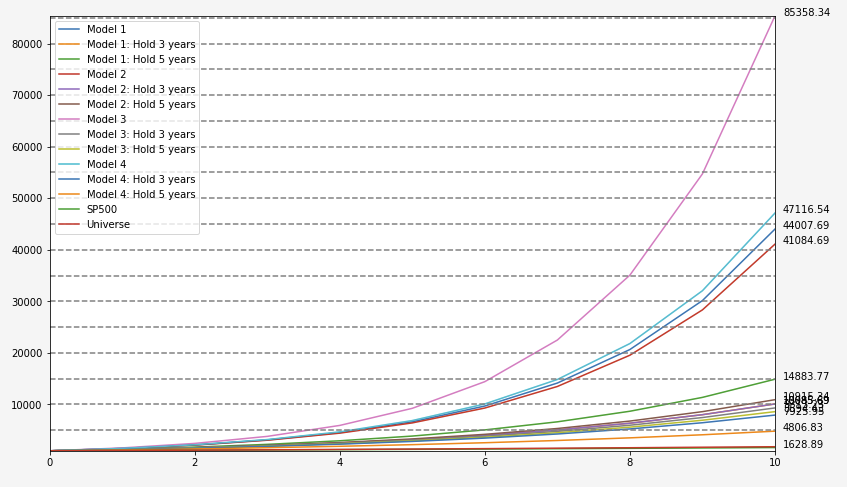 85358.34
80000
Model 1
Model 1: Hold 3 years
Model 1: Hold 5 years
Model 2
Model 2: Hold 3 years
Model 2: Hold 5 years
Model 3
Model 3: Hold 3 years
Model 3: Hold 5 years
Model 4
Model 4: Hold 3 years
Model 4: Hold 5 years
SP500
Universe
70000
60000
50000
47116.54
44007.69
41084.69
40000
30000
20000
14883.77
10000
4806.83
1628.89
0
2
4
6
8
10